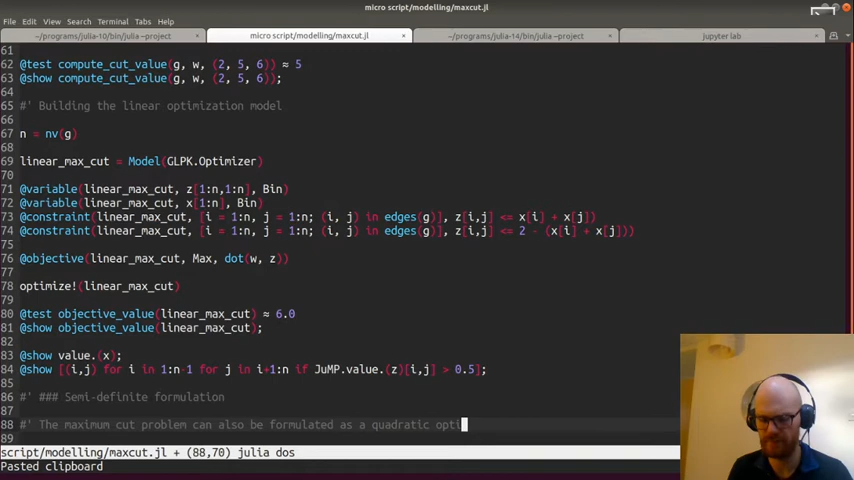 micro script/modelling/maxcut.jl
File Edit View Search Terminal Tabs Help
~/programs/julia-10/bin/julia --project × micro script/modelling/maxcut.jl × ~/programs/julia-14/bin/julia --project × jupyter lab ×
61
62 @test compute_cut_value(g, w, (2, 5, 6)) ≈ 5
63 @show compute_cut_value(g, w, (2, 5, 6));
64
65 #' Building the linear optimization model
66
67 n = nv(g)
68
69 linear_max_cut = Model(GLPK.Optimizer)
70
71 @variable(linear_max_cut, z[1:n,1:n], Bin)
72 @variable(linear_max_cut, x[1:n], Bin)
73 @constraint(linear_max_cut, [i = 1:n, j = 1:n; (i, j) in edges(g)], z[i,j] <= x[i] + x[j])
74 @constraint(linear_max_cut, [i = 1:n, j = 1:n; (i, j) in edges(g)], z[i,j] <= 2 - (x[i] + x[j]))
75
76 @objective(linear_max_cut, Max, dot(w, z))
77
78 optimize!(linear_max_cut)
79
80 @test objective_value(linear_max_cut) ≈ 6.0
81 @show objective_value(linear_max_cut);
82
83 @show value.(x);
84 @show [(i,j) for i in 1:n-1 for j in i+1:n if JuMP.value.(z)[i,j] > 0.5];
85
86 #' ### Semi-definite formulation
87
88 #' The maximum cut problem can also be formulated as a quadratic opti
89
script/modelling/maxcut.jl + (88,70) julia dos
Pasted clipboard